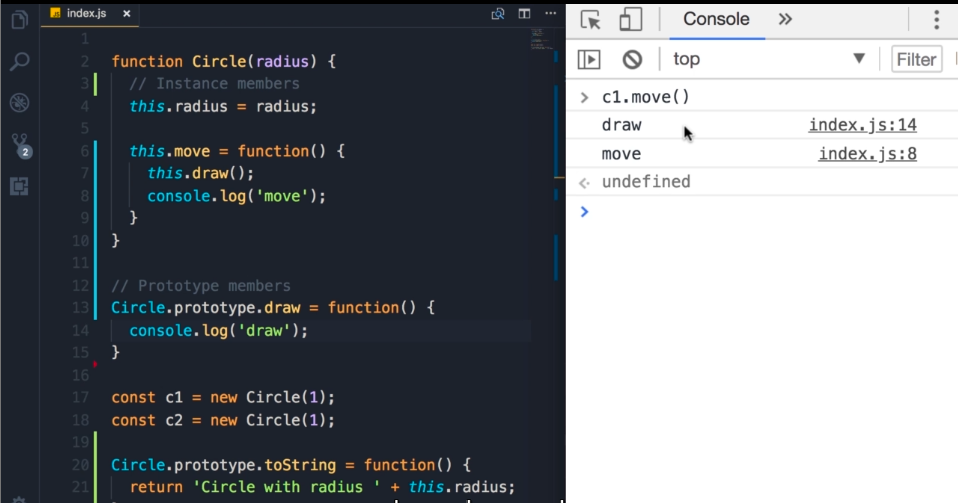 index.js ×
1
2 function Circle(radius) {
3 // Instance members
4 this.radius = radius;
5
6 this.move = function() {
7 this.draw();
8 console.log('move');
9 }
10 }
11
12 // Prototype members
13 Circle.prototype.draw = function() {
14 console.log('draw');
15 }
16
17 const c1 = new Circle(1);
18 const c2 = new Circle(1);
19
20 Circle.prototype.toString = function() {
21 return 'Circle with radius ' + this.radius;
2
Console »
top ▼ Filter
> c1.move()
draw index.js:14
move index.js:8
undefined
>